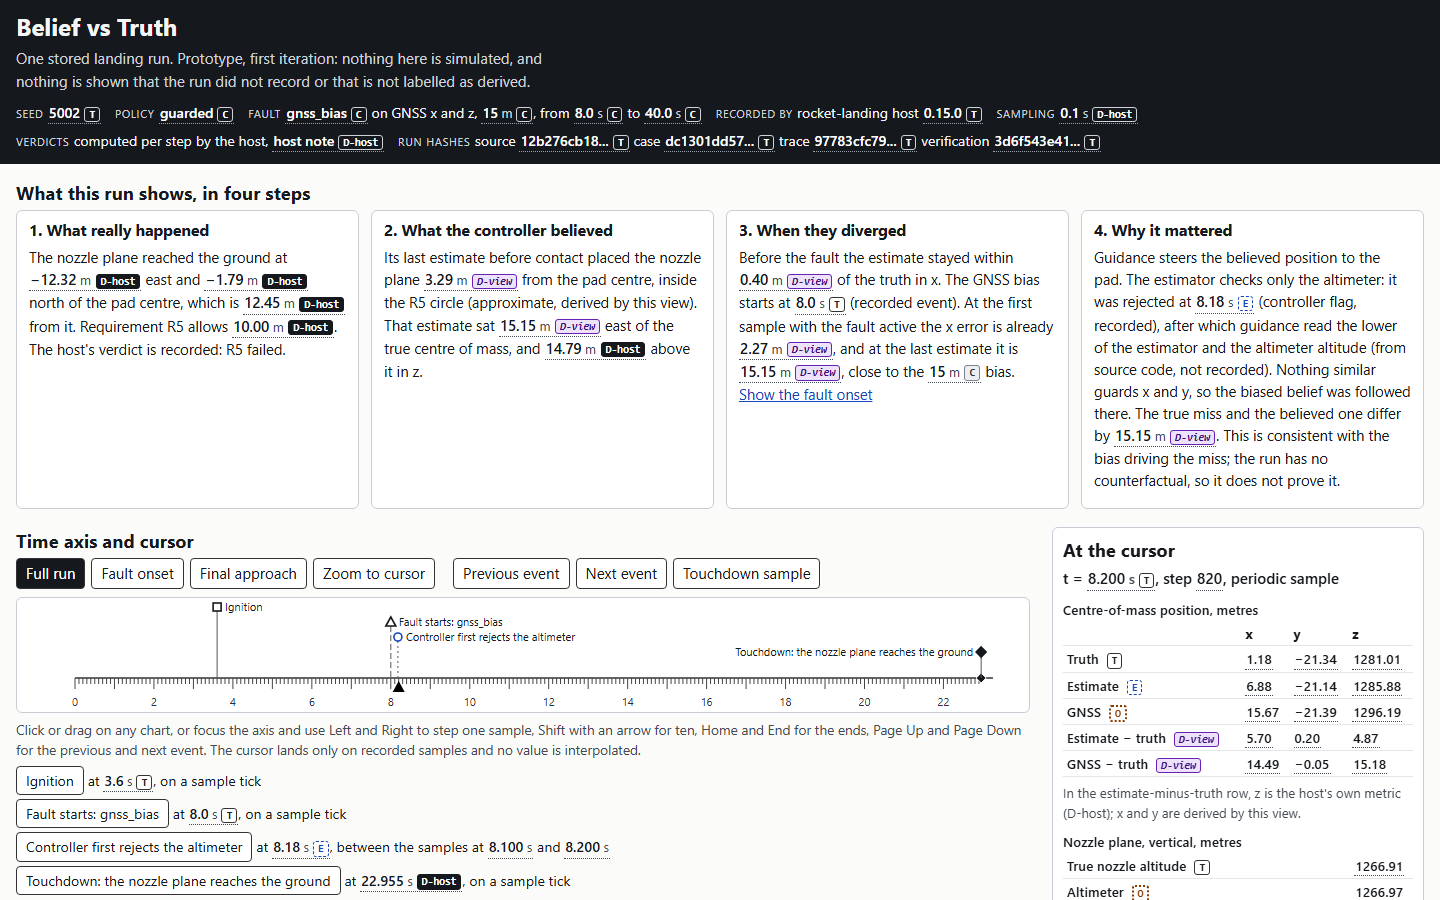 Belief vs Truth
One stored landing run. Prototype, first iteration: nothing here is simulated, and
nothing is shown that the run did not record or that is not labelled as derived.
SEED 5002 T POLICY guarded C FAULT gnss_bias C on GNSS x and z, 15 m C, from 8.0 s C to 40.0 s C RECORDED BY rocket-landing host 0.15.0 T SAMPLING 0.1 s D-host
VERDICTS computed per step by the host, host note D-host RUN HASHES source 12b276cb18... T case dc1301dd57... T trace 97783cfc79... T verification 3d6f543e41... T
What this run shows, in four steps
1. What really happened
The nozzle plane reached the ground at
−12.32 m D-host east and −1.79 m D-host
north of the pad centre, which is 12.45 m D-host
from it. Requirement R5 allows 10.00 m D-host.
The host's verdict is recorded: R5 failed.
2. What the controller believed
Its last estimate before contact placed the nozzle
plane 3.29 m D-view from the pad centre, inside
the R5 circle (approximate, derived by this view).
That estimate sat 15.15 m D-view east of the
true centre of mass, and 14.79 m D-host above
it in z.
3. When they diverged
Before the fault the estimate stayed within
0.40 m D-view of the truth in x. The GNSS bias
starts at 8.0 s T (recorded event). At the first
sample with the fault active the x error is already
2.27 m D-view, and at the last estimate it is
15.15 m D-view, close to the 15 m C bias.
Show the fault onset
4. Why it mattered
Guidance steers the believed position to the
pad. The estimator checks only the altimeter: it
was rejected at 8.18 s E (controller flag,
recorded), after which guidance read the lower
of the estimator and the altimeter altitude (from
source code, not recorded). Nothing similar
guards x and y, so the biased belief was followed
there. The true miss and the believed one differ
by 15.15 m D-view. This is consistent with the
bias driving the miss; the run has no
counterfactual, so it does not prove it.
Time axis and cursor
Full run Fault onset Final approach Zoom to cursor Previous event Next event Touchdown sample
Ignition
Fault starts: gnss_bias
Controller first rejects the altimeter
Touchdown: the nozzle plane reaches the ground
0 2 4 6 8 10 12 14 16 18 20 22
Click or drag on any chart, or focus the axis and use Left and Right to step one sample, Shift with an arrow for ten, Home and End for the ends, Page Up and Page Down
for the previous and next event. The cursor lands only on recorded samples and no value is interpolated.
Ignition at 3.6 s T, on a sample tick
Fault starts: gnss_bias at 8.0 s T, on a sample tick
Controller first rejects the altimeter at 8.18 s E, between the samples at 8.100 s and 8.200 s
Touchdown: the nozzle plane reaches the ground at 22.955 s D-host, on a sample tick
At the cursor
t = 8.200 s T, step 820, periodic sample
Centre-of-mass position, metres
x y z
Truth T 1.18 −21.34 1281.01
Estimate E 6.88 −21.14 1285.88
GNSS O 15.67 −21.39 1296.19
Estimate − truth D-view 5.70 0.20 4.87
GNSS − truth D-view 14.49 −0.05 15.18
In the estimate-minus-truth row, z is the host's own metric
(D-host); x and y are derived by this view.
Nozzle plane, vertical, metres
True nozzle altitude T 1266.91
Altimeter O 1266.97